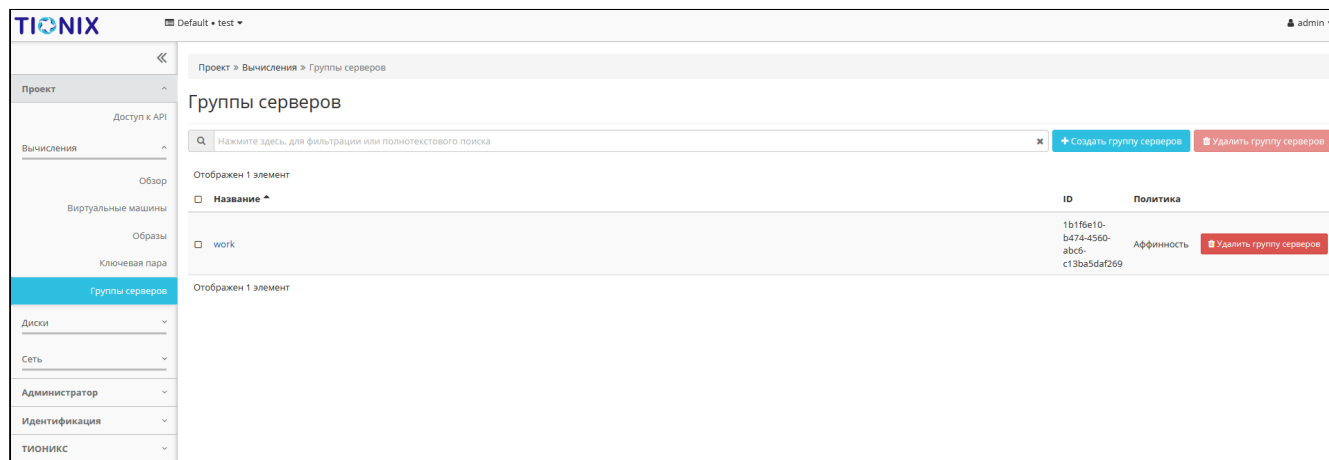 TIONIX
Default • test
admin
Проект » Вычисления » Группы серверов
Проект
Группы серверов
Доступ к API
Нажмите здесь, для фильтрации или полнотекстового поиска
Создать группу серверов
Удалить группу серверов
Вычисления
Отображен 1 элемент
Обзор
Название ID Политика
Виртуальные машины
Образы
work
1b1f6e10-
b474-4560-
abc6-
c13ba5daf269
Аффинность
Удалить группу серверов
Ключевая пара
Группы серверов
Отображен 1 элемент
Диски
Сеть
Администратор
Идентификация
ТИОНИКС